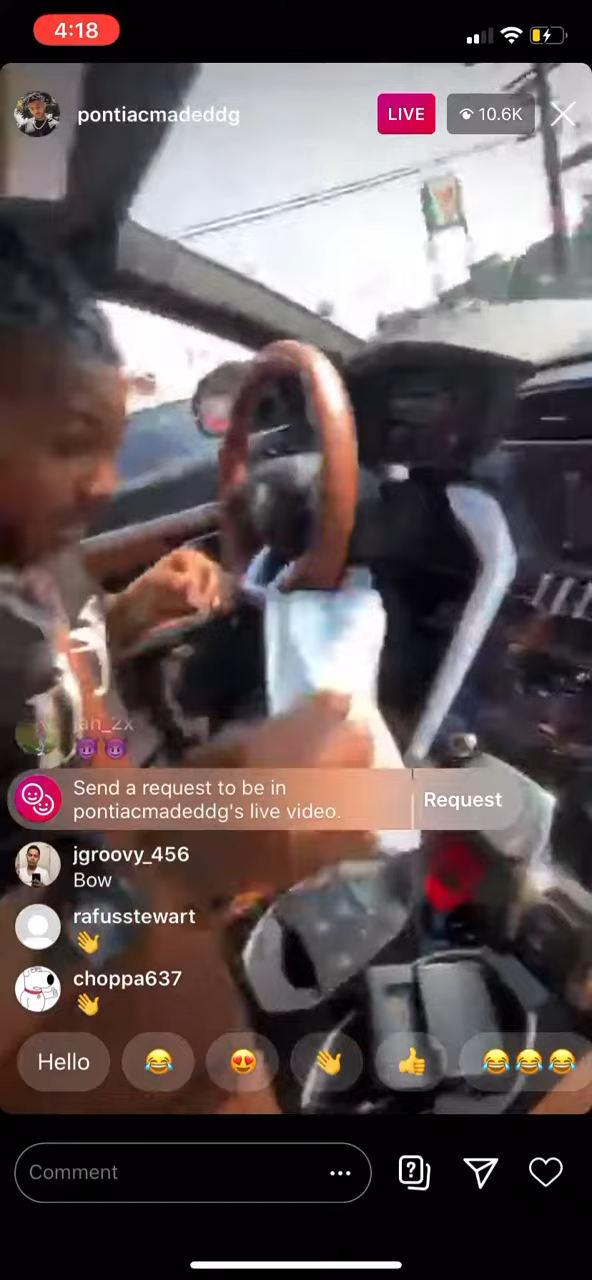 4:18
pontiacmadeddg
LIVE
10.6K
ah_2x
😈😈
Send a request to be in
pontiacmadeddg's live video.
Request
jgroovy_456
Bow
rafusstewart
👋
choppa637
👋
Hello 😂 😍 👋 👍 😂😂😂
Comment